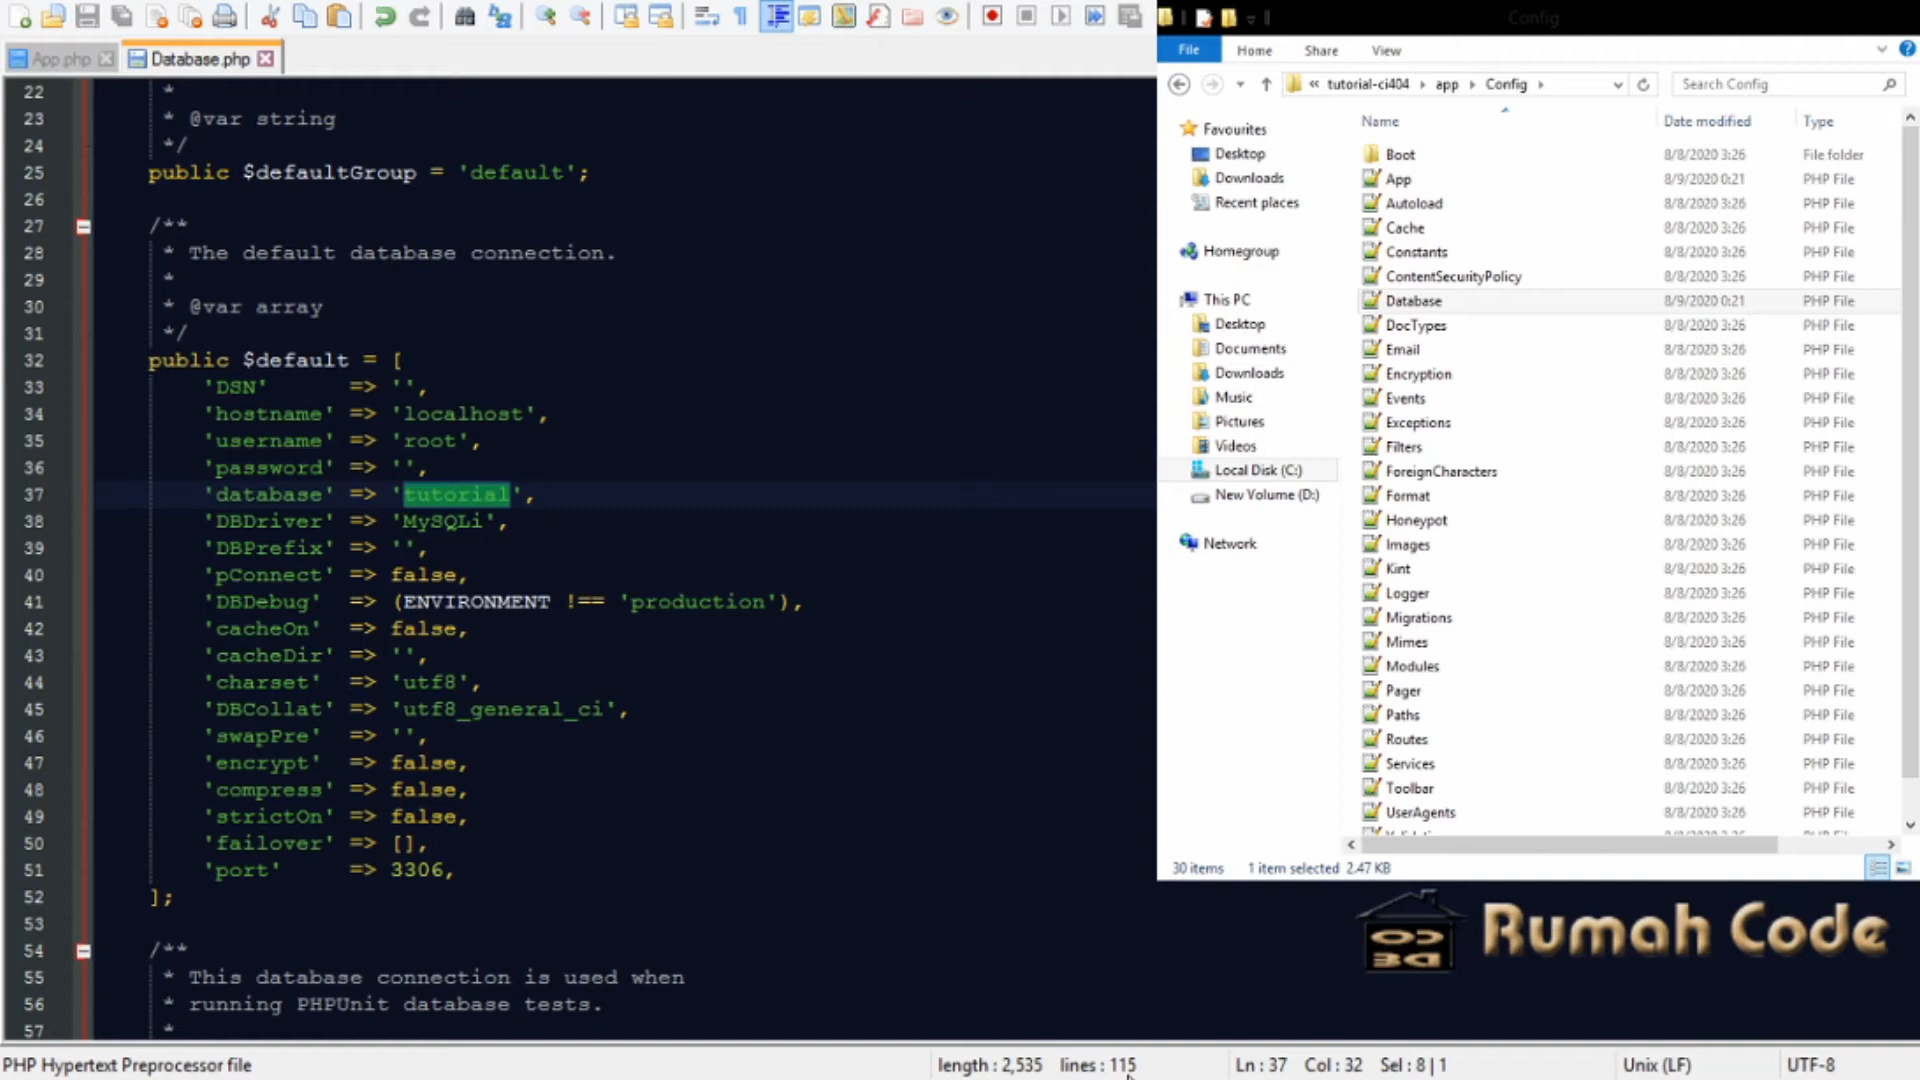 App.php
Database.php
22 *
23 * @var string
24 */
25 public $defaultGroup = 'default';
26
27 /**
28 * The default database connection.
29 *
30 * @var array
31 */
32 public $default = [
33 'DSN' => '',
34 'hostname' => 'localhost',
35 'username' => 'root',
36 'password' => '',
37 'database' => 'tutorial',
38 'DBDriver' => 'MySQLi',
39 'DBPrefix' => '',
40 'pConnect' => false,
41 'DBDebug' => (ENVIRONMENT !== 'production'),
42 'cacheOn' => false,
43 'cacheDir' => '',
44 'charset' => 'utf8',
45 'DBCollat' => 'utf8_general_ci',
46 'swapPre' => '',
47 'encrypt' => false,
48 'compress' => false,
49 'strictOn' => false,
50 'failover' => [],
51 'port' => 3306,
52 ];
53
54 /**
55 * This database connection is used when
56 * running PHPUnit database tests.
57 *
PHP Hypertext Preprocessor file
length : 2,535 lines : 115
Ln : 37 Col : 32 Sel : 8 | 1
Unix (LF)
UTF-8
Config
File Home Share View
« tutorial-ci404 › app › Config ›
Search Config
Favourites
Desktop
Downloads
Recent places
Homegroup
This PC
Desktop
Documents
Downloads
Music
Pictures
Videos
Local Disk (C:)
New Volume (D:)
Network
Name Date modified Type
Boot 8/8/2020 3:26 File folder
App 8/9/2020 0:21 PHP File
Autoload 8/8/2020 3:26 PHP File
Cache 8/8/2020 3:26 PHP File
Constants 8/8/2020 3:26 PHP File
ContentSecurityPolicy 8/8/2020 3:26 PHP File
Database 8/9/2020 0:21 PHP File
DocTypes 8/8/2020 3:26 PHP File
Email 8/8/2020 3:26 PHP File
Encryption 8/8/2020 3:26 PHP File
Events 8/8/2020 3:26 PHP File
Exceptions 8/8/2020 3:26 PHP File
Filters 8/8/2020 3:26 PHP File
ForeignCharacters 8/8/2020 3:26 PHP File
Format 8/8/2020 3:26 PHP File
Honeypot 8/8/2020 3:26 PHP File
Images 8/8/2020 3:26 PHP File
Kint 8/8/2020 3:26 PHP File
Logger 8/8/2020 3:26 PHP File
Migrations 8/8/2020 3:26 PHP File
Mimes 8/8/2020 3:26 PHP File
Modules 8/8/2020 3:26 PHP File
Pager 8/8/2020 3:26 PHP File
Paths 8/8/2020 3:26 PHP File
Routes 8/8/2020 3:26 PHP File
Services 8/8/2020 3:26 PHP File
Toolbar 8/8/2020 3:26 PHP File
UserAgents 8/8/2020 3:26 PHP File
30 items 1 item selected 2.47 KB
Rumah Code